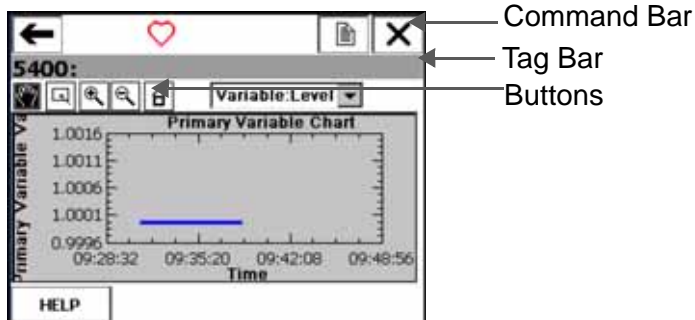 Command Bar
5400:
Tag Bar
Variable:Level
Buttons
Primary Variable Chart
Primary Variable Va
1.0016
1.0011
1.0006
1.0001
0.9996
09:28:32 09:35:20 09:42:08 09:48:56
Time
HELP